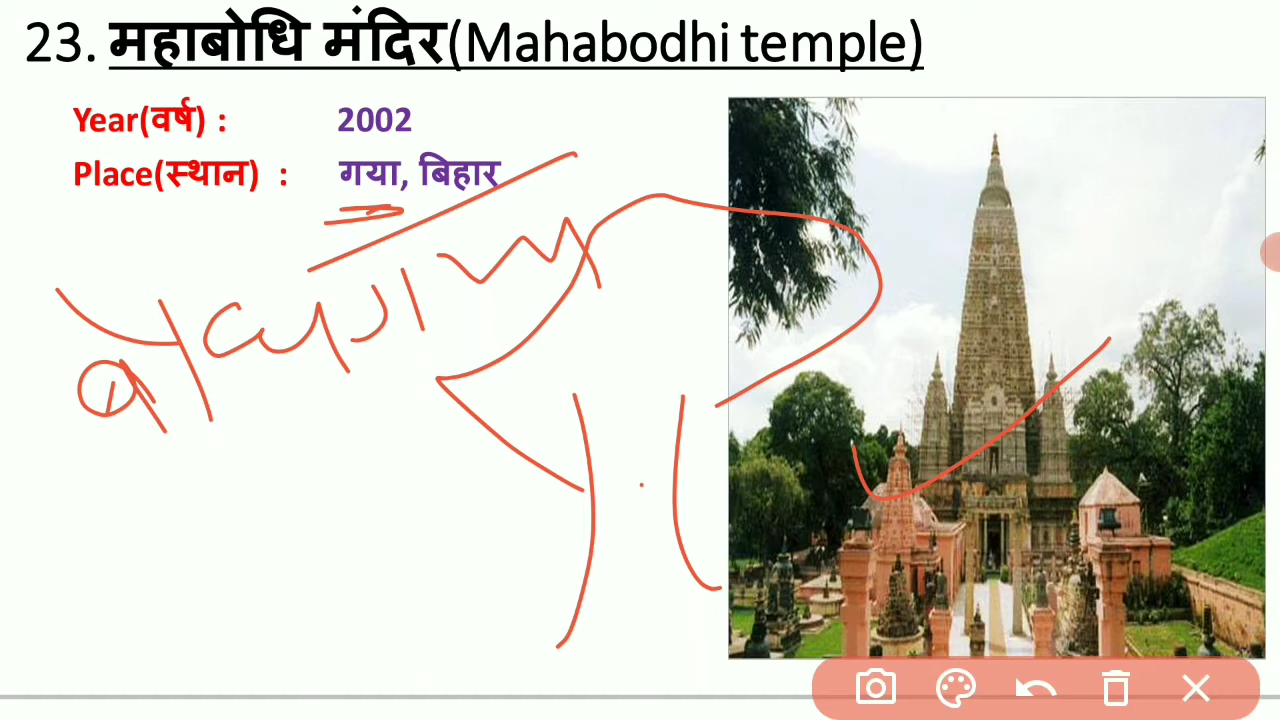 23. महाबोधि मंदिर(Mahabodhi temple)
Year(वर्ष) : 2002
Place(स्थान) : गया, बिहार